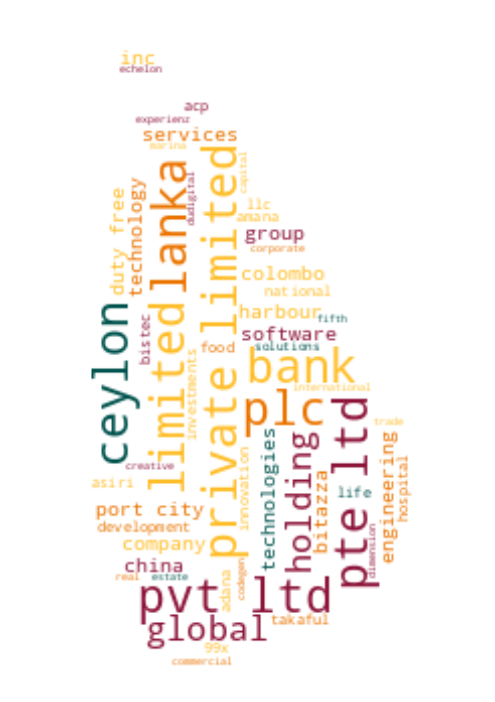 inc
echelon
acp
experienz
services
marina
capital
private limited
lanka
dudigital
technology
duty free
llc
amana
group
corporate
colombo
national
harbour
fifth
software
solutions
ceylon
limited
bistec
food
investments
bank
international
plc
pte ltd
trade
holding
technologies
engineering
hospital
bitazza
innovation
creative
asiri
life
port city
development
company
dimension
china
real
estate
adana
codegen
pvt ltd
takaful
global
99x
commercial